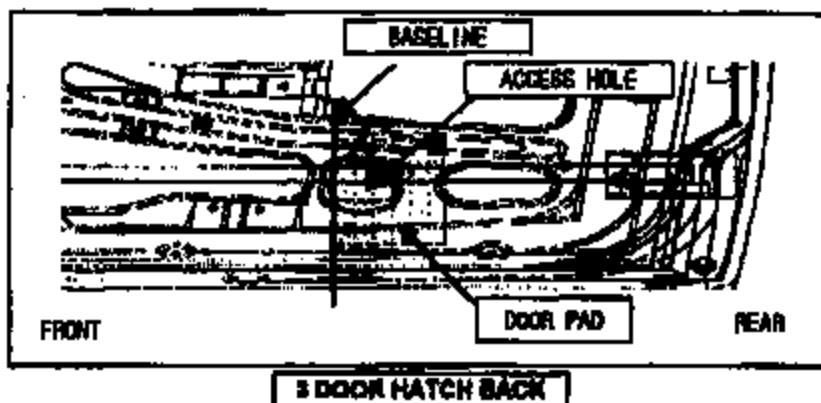 BASELINE
ACCESS HOLE
DOOR PAD
FRONT
REAR
3 DOOR HATCH BACK